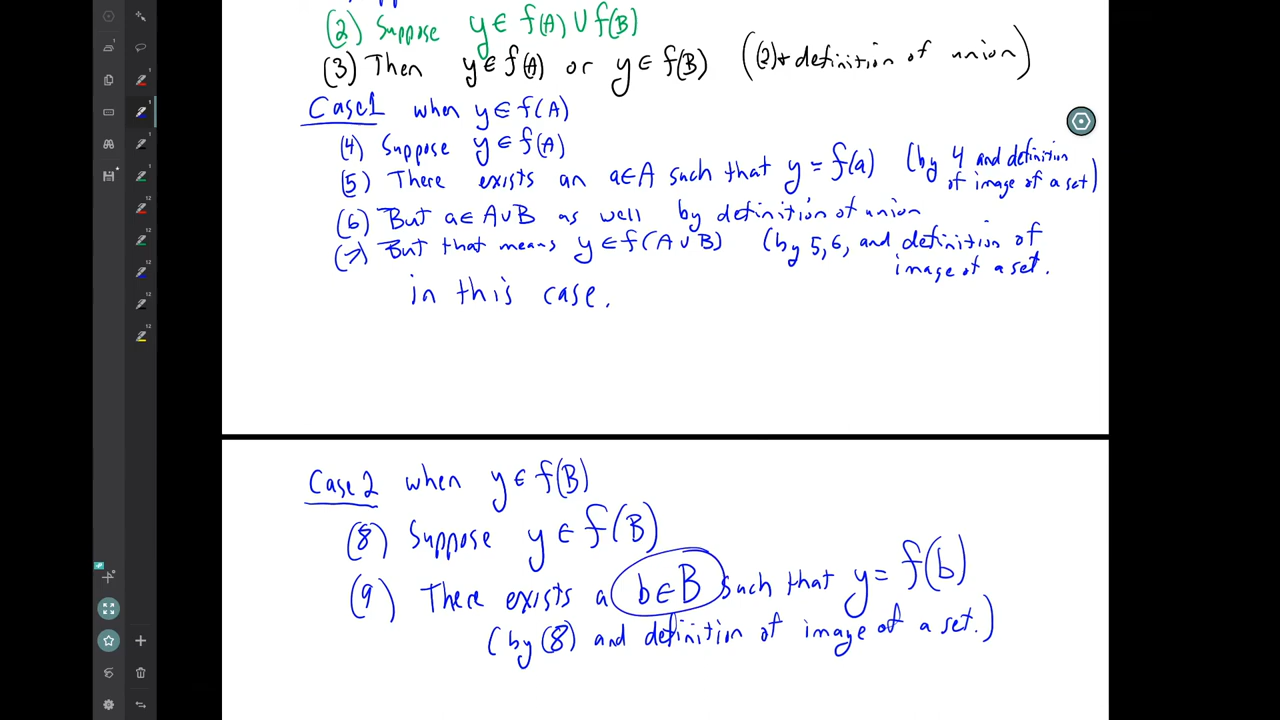 (2) Suppose y ∈ f(A) ∪ f(B)
(3) Then y ∈ f(A) or y ∈ f(B) ((2)+ definition of union)
Case 1 when y ∈ f(A)
(4) Suppose y ∈ f(A)
(5) There exists an a ∈ A such that y = f(a) (by 4 and definition
of image of a set)
(6) But a ∈ A ∪ B as well by definition of union
(7) But that means y ∈ f(A ∪ B) (by 5, 6, and definition of
image of a set.
in this case.
Case 2 when y ∈ f(B)
(8) Suppose y ∈ f(B)
(9) There exists a b ∈ B such that y = f(b)
(by (8) and definition of image of a set.)